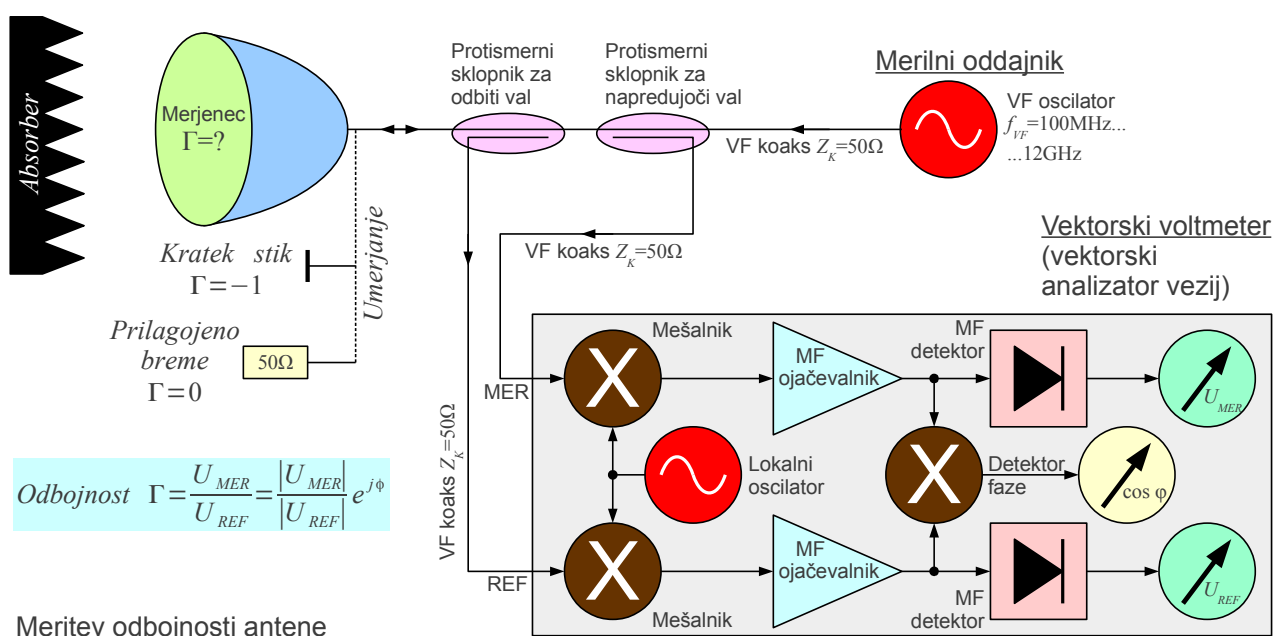 Absorber
Merjenec
Γ=?
Protismerni
sklopnik za
odbiti val
Protismerni
sklopnik za
napredujoči val
Merilni oddajnik
VF oscilator
f_VF=100MHz...
...12GHz
VF koaks Z_K=50Ω
VF koaks Z_K=50Ω
Kratek stik
Γ=−1
Umerjanje
Prilagojeno
breme
Γ=0
50Ω
Vektorski voltmeter
(vektorski
analizator vezij)
Mešalnik
MF
ojačevalnik
MF
detektor
U_MER
MER
VF koaks Z_K=50Ω
Lokalni
oscilator
Detektor
faze
cos φ
Odbojnost Γ=U_MER/U_REF=|U_MER|/|U_REF| e^jϕ
REF
Mešalnik
MF
ojačevalnik
MF
detektor
U_REF
Meritev odbojnosti antene